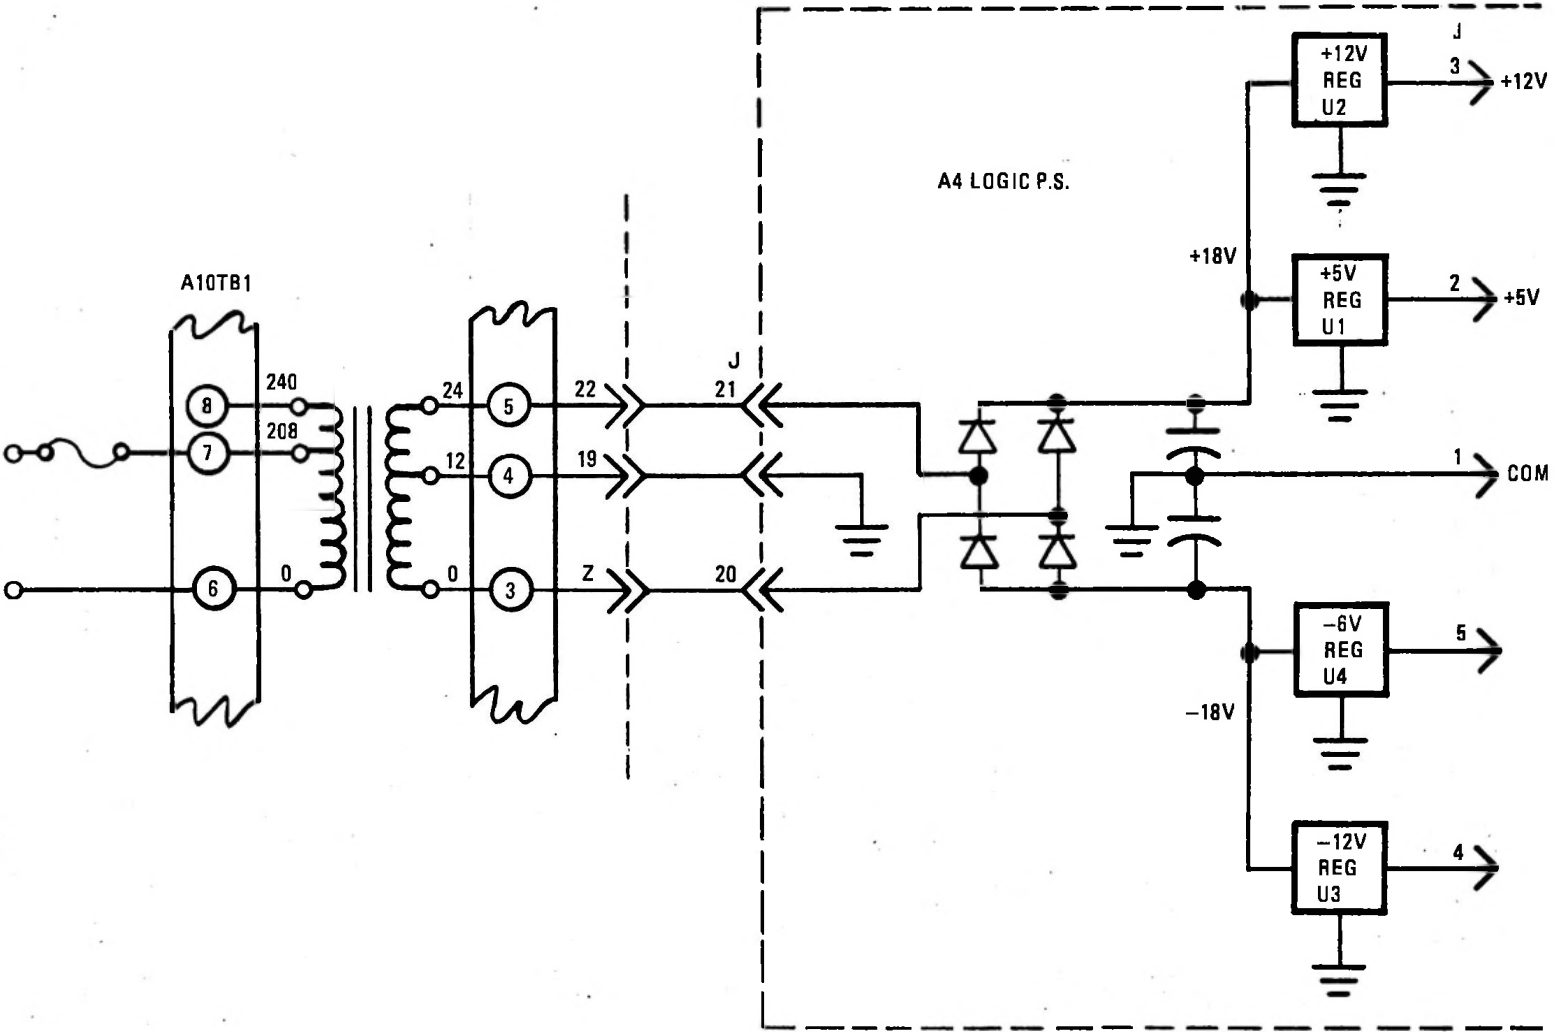 J
+12V
REG
U2
3
+12V
A4 LOGIC P.S.
+18V
+5V
REG
U1
2
+5V
A10TB1
J
8
240
24
5
22
21
7
208
12
4
19
1
COM
6
0
0
3
Z
20
-6V
REG
U4
5
-18V
-12V
REG
U3
4